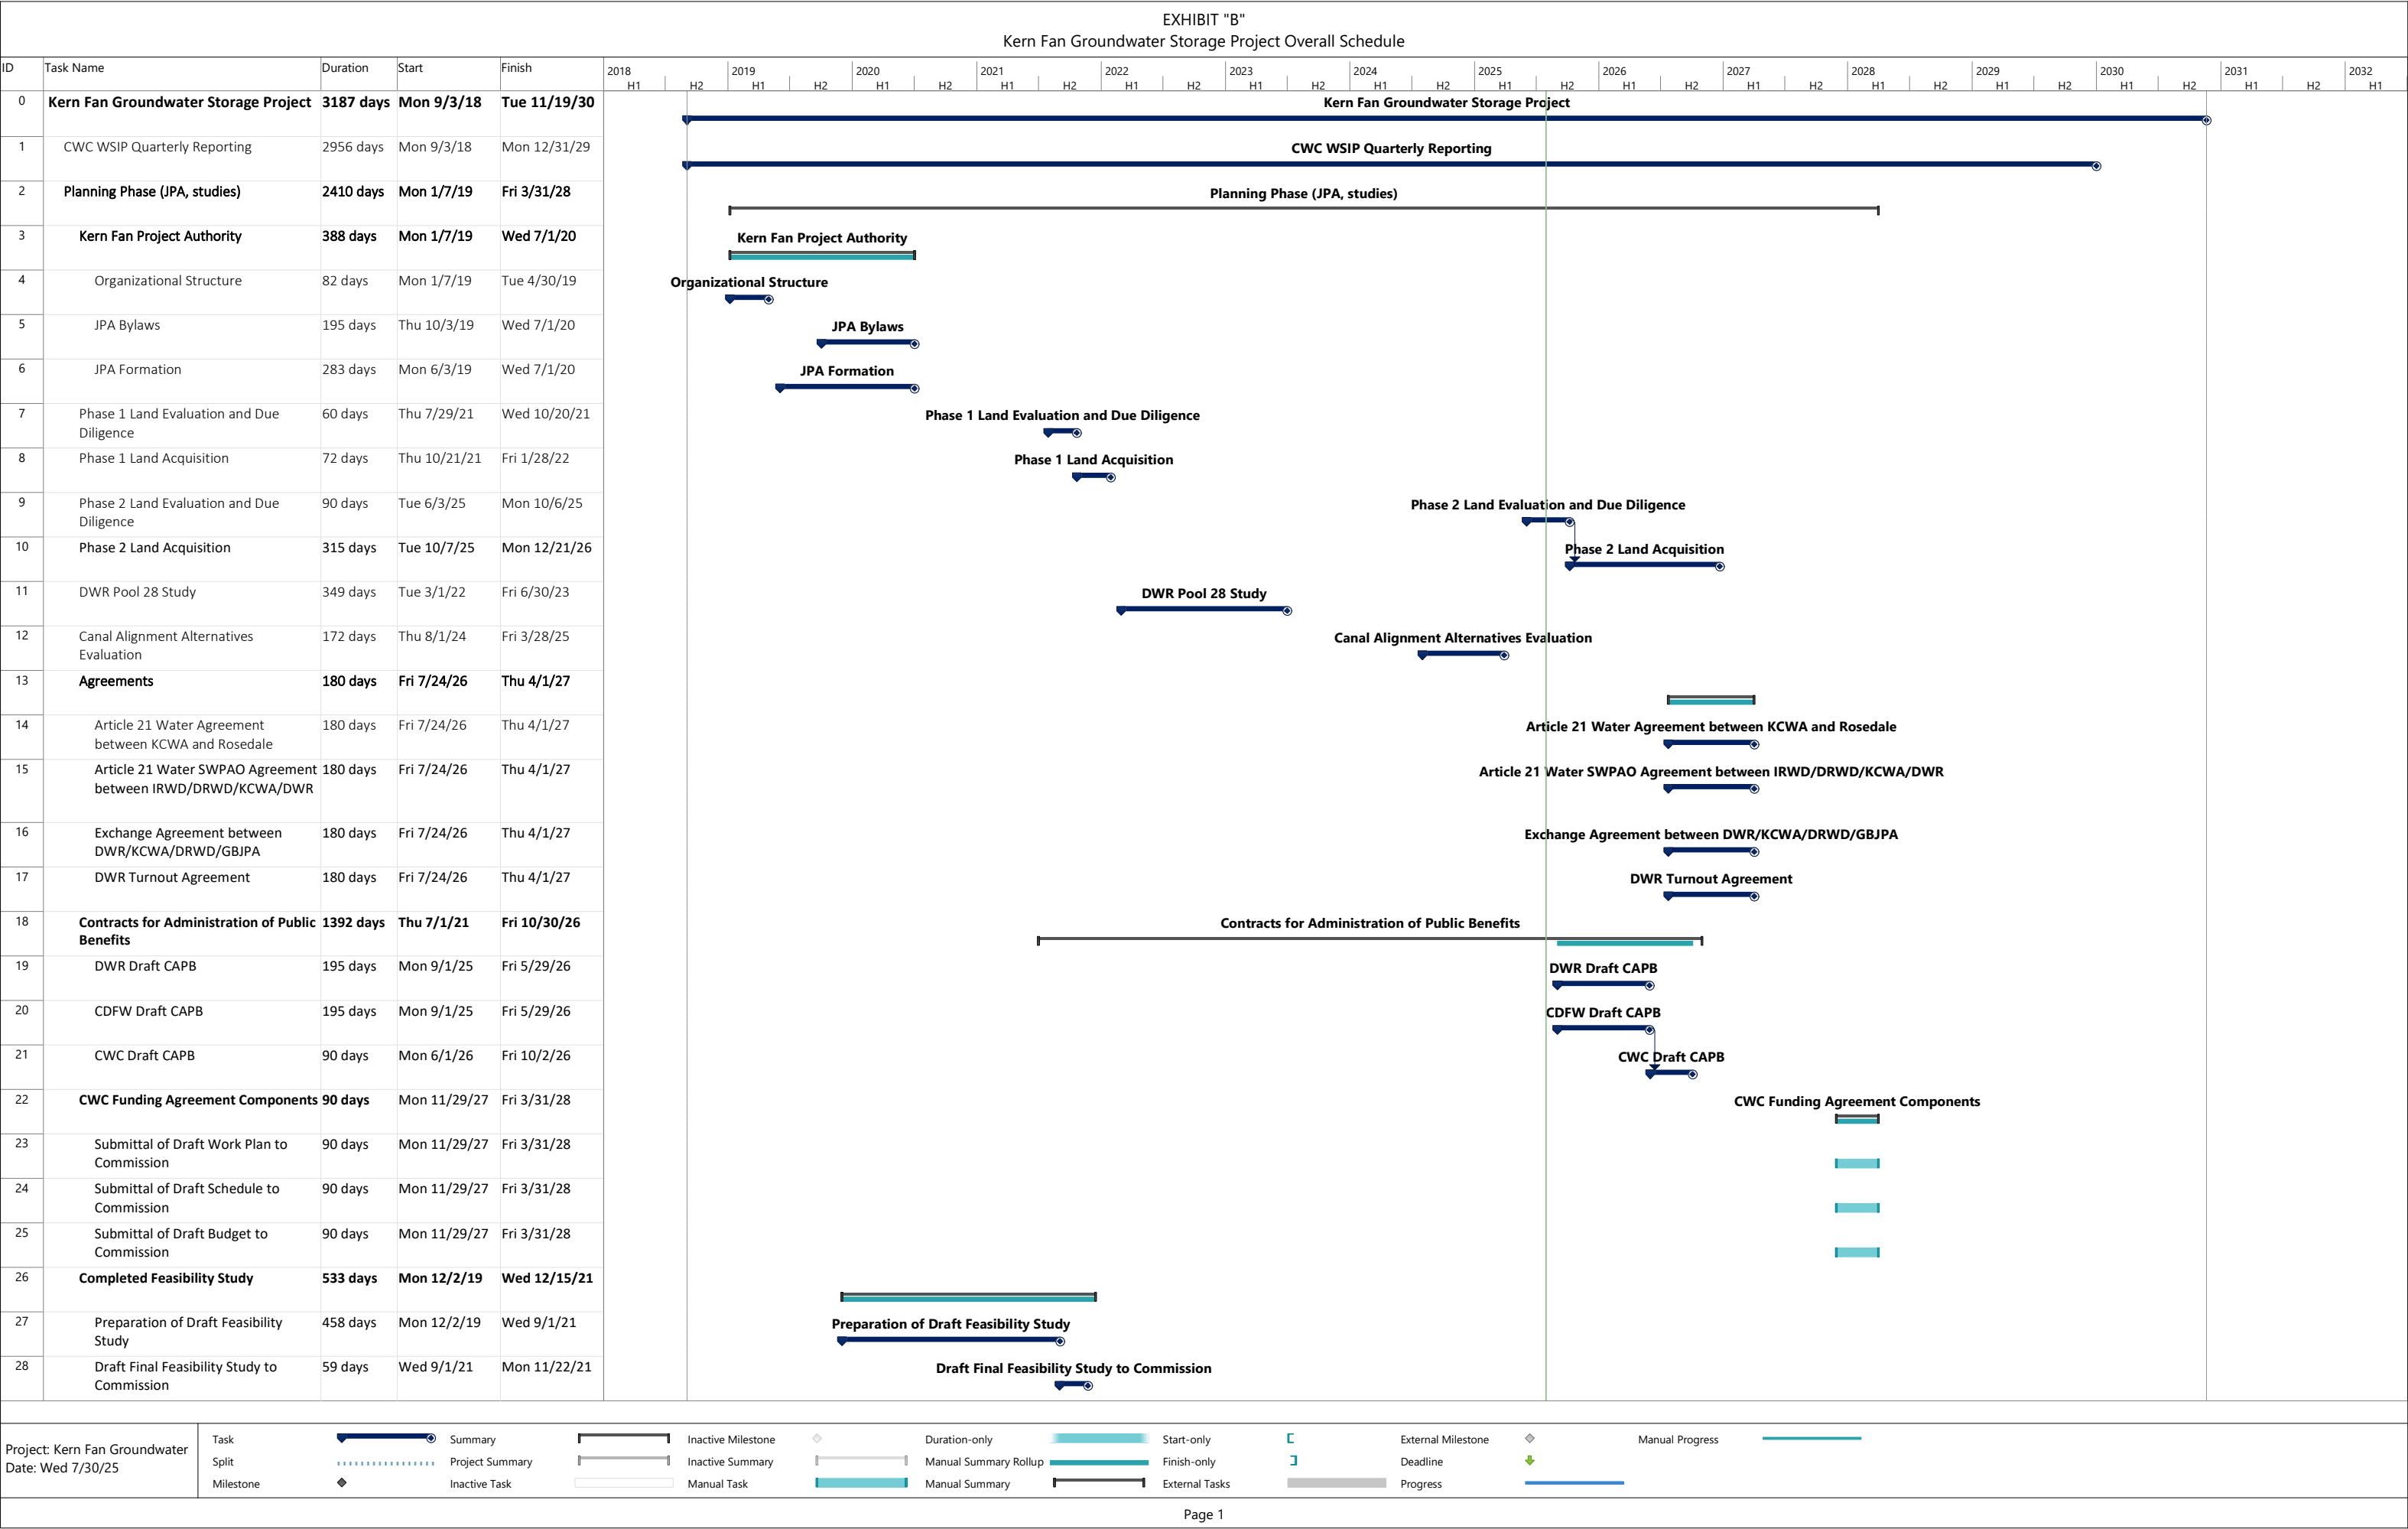 EXHIBIT "B"
Kern Fan Groundwater Storage Project Overall Schedule
ID Task Name Duration Start Finish 2018 2019 2020 2021 2022 2023 2024 2025 2026 2027 2028 2029 2030 2031 2032
H1 H2 H1 H2 H1 H2 H1 H2 H1 H2 H1 H2 H1 H2 H1 H2 H1 H2 H1 H2 H1 H2 H1 H2 H1 H2 H1 H2 H1
0 Kern Fan Groundwater Storage Project 3187 days Mon 9/3/18 Tue 11/19/30 Kern Fan Groundwater Storage Project
1 CWC WSIP Quarterly Reporting 2956 days Mon 9/3/18 Mon 12/31/29 CWC WSIP Quarterly Reporting
2 Planning Phase (JPA, studies) 2410 days Mon 1/7/19 Fri 3/31/28 Planning Phase (JPA, studies)
3 Kern Fan Project Authority 388 days Mon 1/7/19 Wed 7/1/20 Kern Fan Project Authority
4 Organizational Structure 82 days Mon 1/7/19 Tue 4/30/19 Organizational Structure
5 JPA Bylaws 195 days Thu 10/3/19 Wed 7/1/20 JPA Bylaws
6 JPA Formation 283 days Mon 6/3/19 Wed 7/1/20 JPA Formation
7 Phase 1 Land Evaluation and Due 60 days Thu 7/29/21 Wed 10/20/21 Phase 1 Land Evaluation and Due Diligence
Diligence
8 Phase 1 Land Acquisition 72 days Thu 10/21/21 Fri 1/28/22 Phase 1 Land Acquisition
9 Phase 2 Land Evaluation and Due 90 days Tue 6/3/25 Mon 10/6/25 Phase 2 Land Evaluation and Due Diligence
Diligence
10 Phase 2 Land Acquisition 315 days Tue 10/7/25 Mon 12/21/26 Phase 2 Land Acquisition
11 DWR Pool 28 Study 349 days Tue 3/1/22 Fri 6/30/23 DWR Pool 28 Study
12 Canal Alignment Alternatives 172 days Thu 8/1/24 Fri 3/28/25 Canal Alignment Alternatives Evaluation
Evaluation
13 Agreements 180 days Fri 7/24/26 Thu 4/1/27
14 Article 21 Water Agreement 180 days Fri 7/24/26 Thu 4/1/27 Article 21 Water Agreement between KCWA and Rosedale
between KCWA and Rosedale
15 Article 21 Water SWPAO Agreement 180 days Fri 7/24/26 Thu 4/1/27 Article 21 Water SWPAO Agreement between IRWD/DRWD/KCWA/DWR
between IRWD/DRWD/KCWA/DWR
16 Exchange Agreement between 180 days Fri 7/24/26 Thu 4/1/27 Exchange Agreement between DWR/KCWA/DRWD/GBJPA
DWR/KCWA/DRWD/GBJPA
17 DWR Turnout Agreement 180 days Fri 7/24/26 Thu 4/1/27 DWR Turnout Agreement
18 Contracts for Administration of Public 1392 days Thu 7/1/21 Fri 10/30/26 Contracts for Administration of Public Benefits
Benefits
19 DWR Draft CAPB 195 days Mon 9/1/25 Fri 5/29/26 DWR Draft CAPB
20 CDFW Draft CAPB 195 days Mon 9/1/25 Fri 5/29/26 CDFW Draft CAPB
21 CWC Draft CAPB 90 days Mon 6/1/26 Fri 10/2/26 CWC Draft CAPB
22 CWC Funding Agreement Components 90 days Mon 11/29/27 Fri 3/31/28 CWC Funding Agreement Components
23 Submittal of Draft Work Plan to 90 days Mon 11/29/27 Fri 3/31/28
Commission
24 Submittal of Draft Schedule to 90 days Mon 11/29/27 Fri 3/31/28
Commission
25 Submittal of Draft Budget to 90 days Mon 11/29/27 Fri 3/31/28
Commission
26 Completed Feasibility Study 533 days Mon 12/2/19 Wed 12/15/21
27 Preparation of Draft Feasibility 458 days Mon 12/2/19 Wed 9/1/21 Preparation of Draft Feasibility Study
Study
28 Draft Final Feasibility Study to 59 days Wed 9/1/21 Mon 11/22/21 Draft Final Feasibility Study to Commission
Commission
Project: Kern Fan Groundwater
Date: Wed 7/30/25
Task Summary Inactive Milestone Duration-only Start-only External Milestone Manual Progress
Split Project Summary Inactive Summary Manual Summary Rollup Finish-only Deadline
Milestone Inactive Task Manual Task Manual Summary External Tasks Progress
Page 1